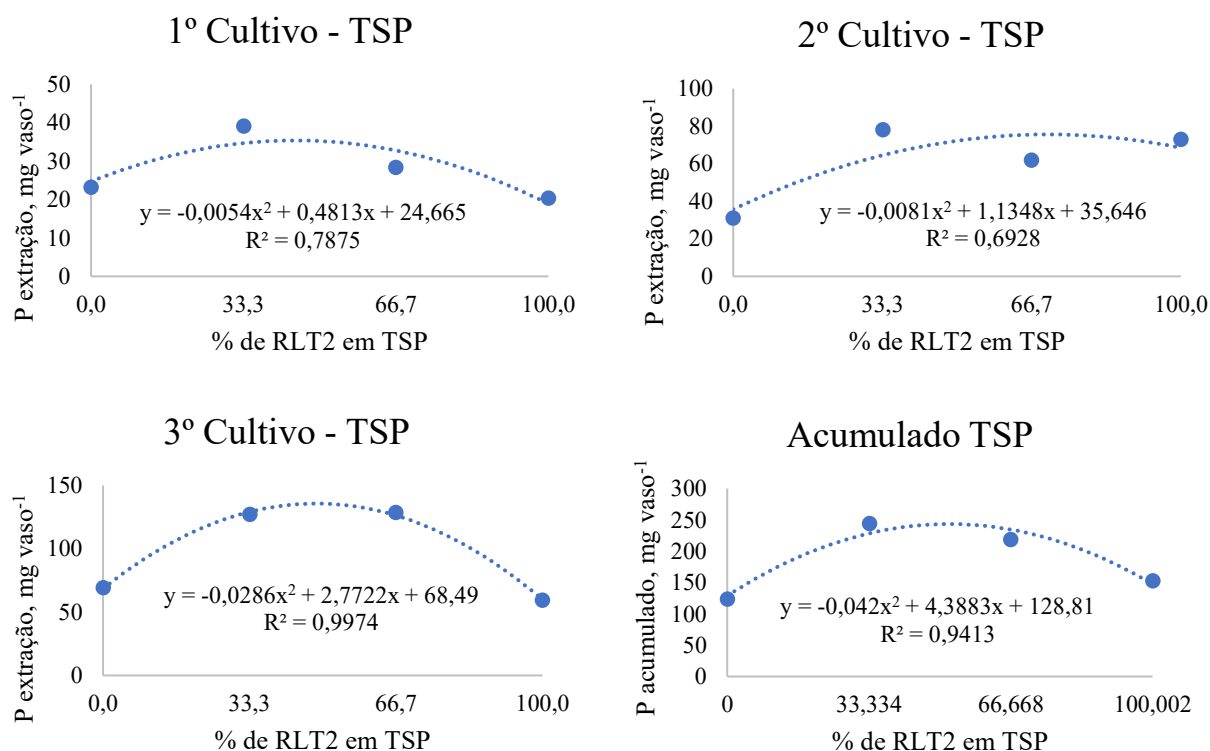 1º Cultivo - TSP
P extração, mg vaso⁻¹
50
40
30
20
10
0
y = -0,0054x² + 0,4813x + 24,665
R² = 0,7875
0,0 33,3 66,7 100,0
% de RLT2 em TSP
2º Cultivo - TSP
P extração, mg vaso⁻¹
100
80
60
40
20
0
y = -0,0081x² + 1,1348x + 35,646
R² = 0,6928
0,0 33,3 66,7 100,0
% de RLT2 em TSP
3º Cultivo - TSP
P extração, mg vaso⁻¹
150
100
50
0
y = -0,0286x² + 2,7722x + 68,49
R² = 0,9974
0,0 33,3 66,7 100,0
% de RLT2 em TSP
Acumulado TSP
P acumulado, mg vaso⁻¹
300
250
200
150
100
50
0
y = -0,042x² + 4,3883x + 128,81
R² = 0,9413
0 33,334 66,668 100,002
% de RLT2 em TSP